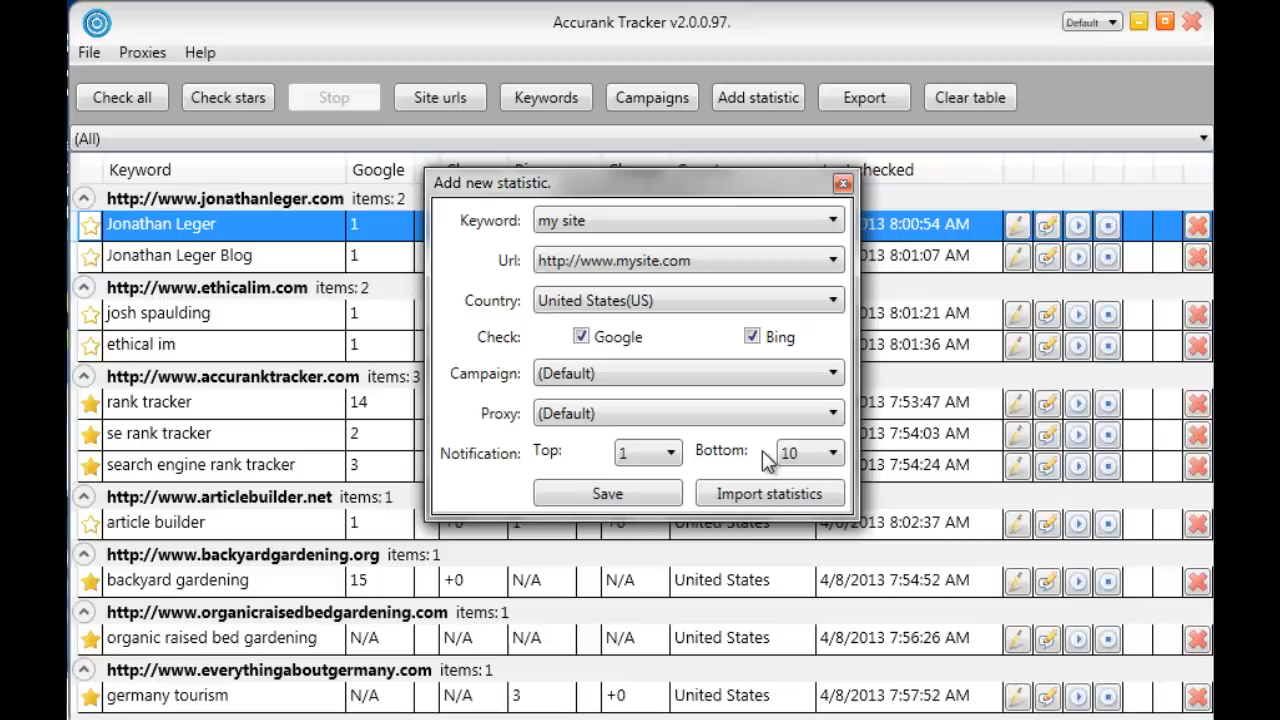 Accurank Tracker v2.0.0.97.
Default
File Proxies Help
Check all Check stars Stop Site urls Keywords Campaigns Add statistic Export Clear table
(All)
Keyword Google
http://www.jonathanleger.com items:2
Jonathan Leger 1 013 8:00:54 AM
Jonathan Leger Blog 1 013 8:01:07 AM
http://www.ethicalim.com items:2
josh spaulding 1 013 8:01:21 AM
ethical im 1 013 8:01:36 AM
http://www.accuranktracker.com items:3
rank tracker 14 013 7:53:47 AM
se rank tracker 2 013 7:54:03 AM
search engine rank tracker 3 013 7:54:24 AM
http://www.articlebuilder.net items:1
article builder 1 8:02:37 AM
http://www.backyardgardening.org items:1
backyard gardening 15 +0 N/A N/A United States 4/8/2013 7:54:52 AM
http://www.organicraisedbedgardening.com items:1
organic raised bed gardening N/A N/A N/A N/A United States 4/8/2013 7:56:26 AM
http://www.everythingaboutgermany.com items:1
germany tourism N/A N/A 3 +0 United States 4/8/2013 7:57:52 AM
Add new statistic.
Keyword: my site
Url: http://www.mysite.com
Country: United States(US)
Check: Google Bing
Campaign: (Default)
Proxy: (Default)
Notification: Top: 1 Bottom: 10
Save Import statistics